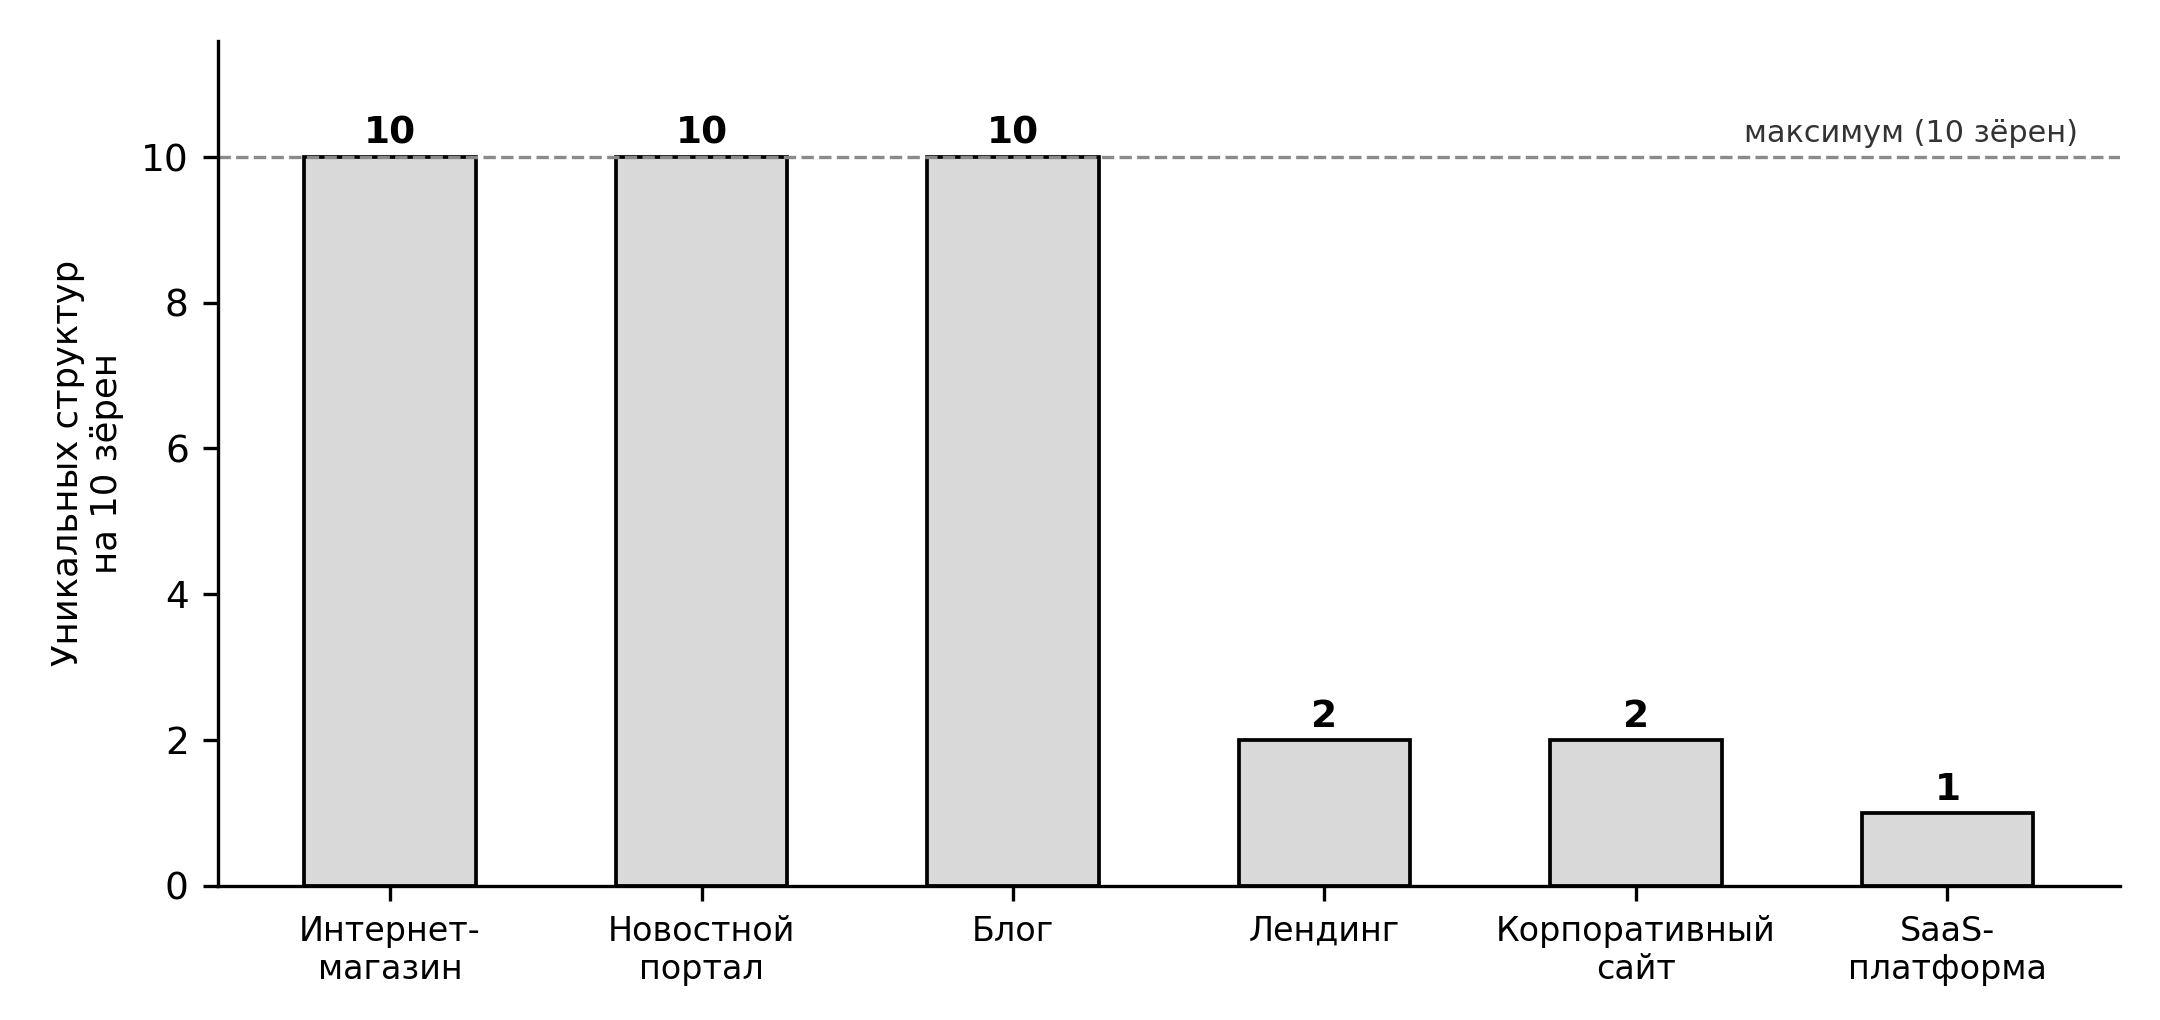 Уникальных структур
на 10 зёрен
10
8
6
4
2
0
10
10
10
2
2
1
максимум (10 зёрен)
Интернет-
магазин
Новостной
портал
Блог
Лендинг
Корпоративный
сайт
SaaS-
платформа